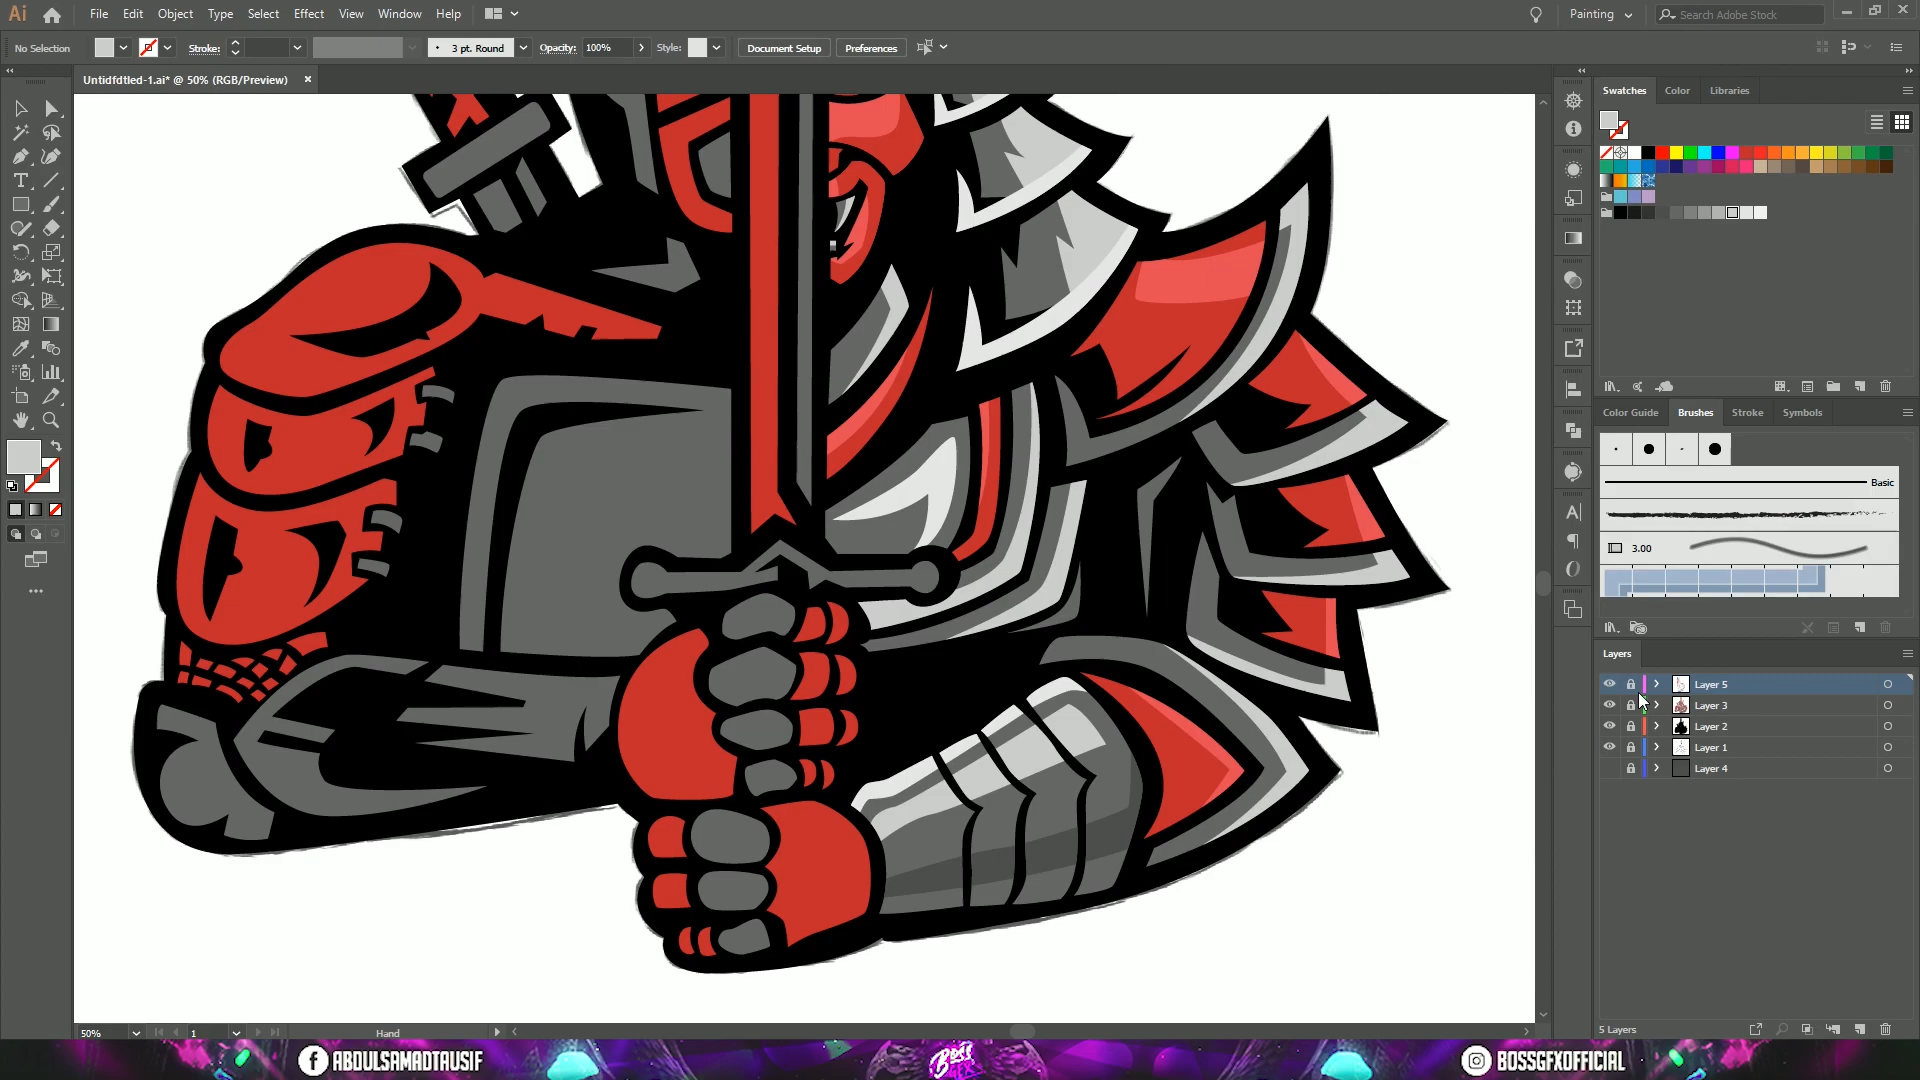 Ai
File Edit Object Type Select Effect View Window Help
Painting
Search Adobe Stock
No Selection
Stroke:
3 pt. Round
Opacity: 100%
Style:
Document Setup
Preferences
Untidfdtled-1.ai* @ 50% (RGB/Preview)
Swatches Color Libraries
Color Guide Brushes Stroke Symbols
Basic
3.00
Layers
Layer 5
Layer 3
Layer 2
Layer 1
Layer 4
5 Layers
50%
1
Hand
ABDULSAMADTAUSIF
BOSS
GFX
BOSSGFXOFFICIAL